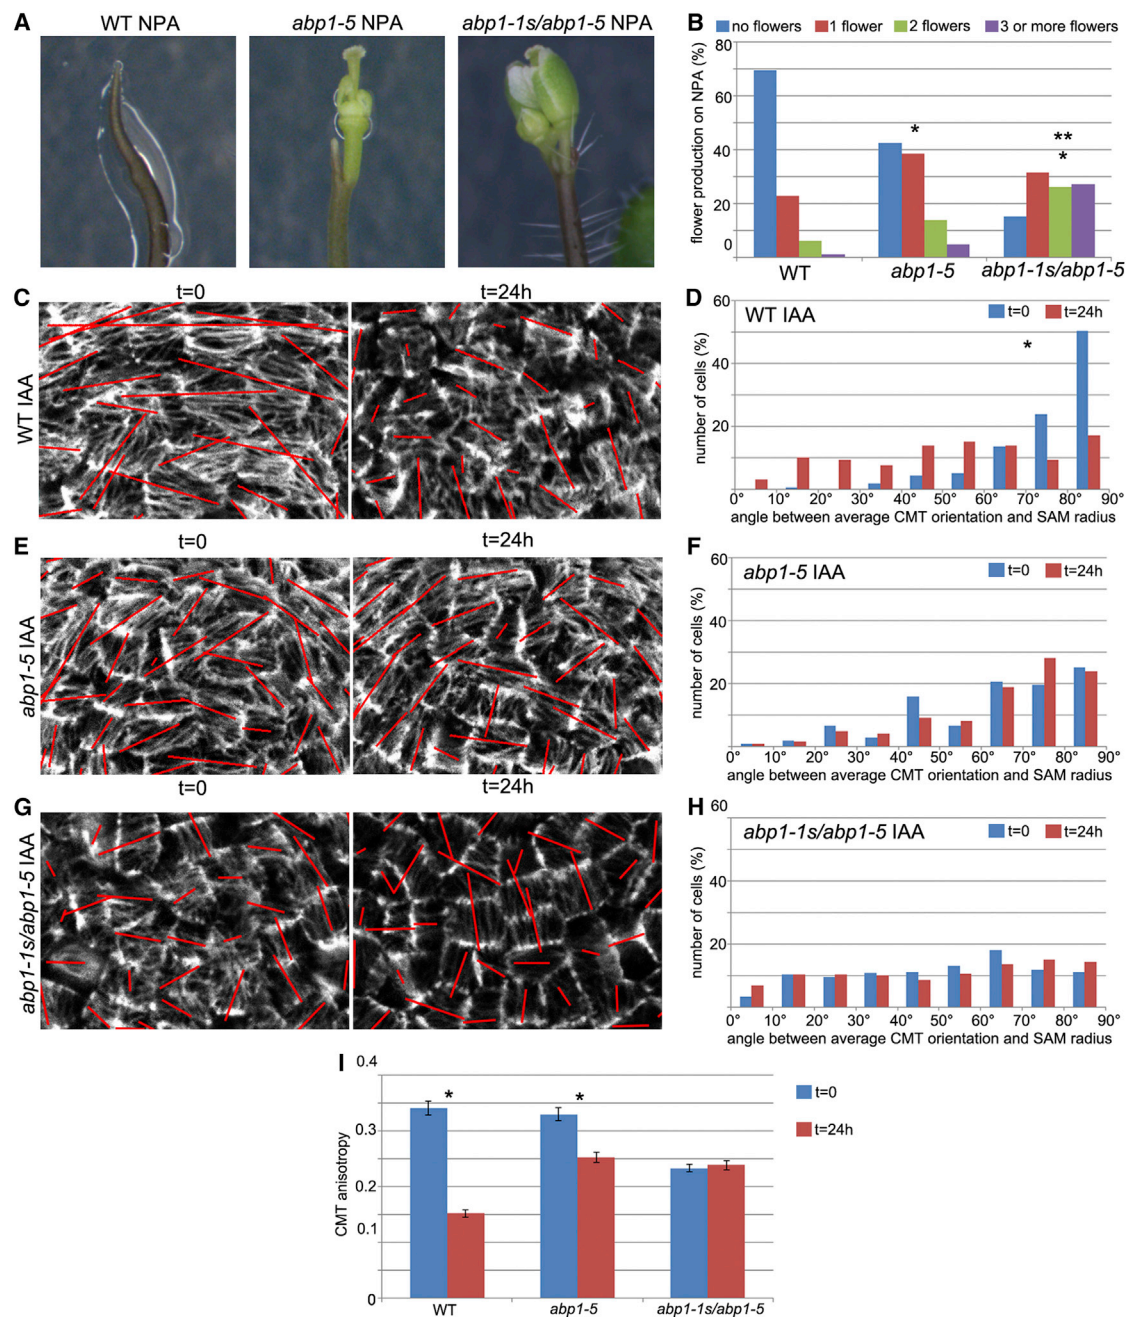 A
WT NPA
abp1-5 NPA
abp1-1s/abp1-5 NPA
B
no flowers
1 flower
2 flowers
3 or more flowers
flower production on NPA (%)
80
60
40
20
0
*
**
*
WT
abp1-5
abp1-1s/abp1-5
C
t=0
t=24h
WT IAA
D
WT IAA
t=0
t=24h
number of cells (%)
60
40
20
*
0° 10° 20° 30° 40° 50° 60° 70° 80° 90°
angle between average CMT orientation and SAM radius
E
t=0
t=24h
abp1-5 IAA
F
abp1-5 IAA
t=0
t=24h
number of cells (%)
60
40
20
0° 10° 20° 30° 40° 50° 60° 70° 80° 90°
angle between average CMT orientation and SAM radius
G
t=0
t=24h
abp1-1s/abp1-5 IAA
H
abp1-1s/abp1-5 IAA
t=0
t=24h
number of cells (%)
60
40
20
0° 10° 20° 30° 40° 50° 60° 70° 80° 90°
angle between average CMT orientation and SAM radius
I
CMT anisotropy
0.4
0.3
0.2
0.1
0
*
*
t=0
t=24h
WT
abp1-5
abp1-1s/abp1-5